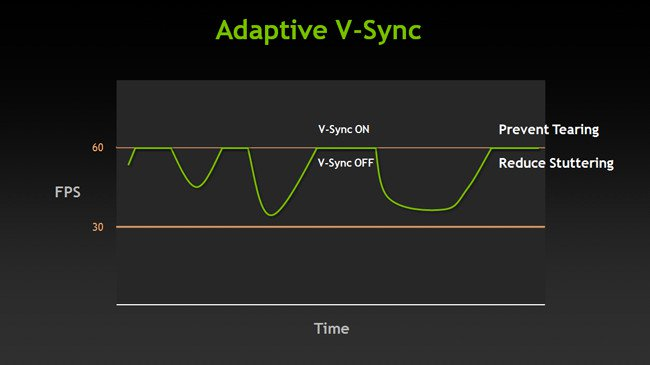 Adaptive V-Sync
V-Sync ON
Prevent Tearing
60
V-Sync OFF
Reduce Stuttering
FPS
30
Time